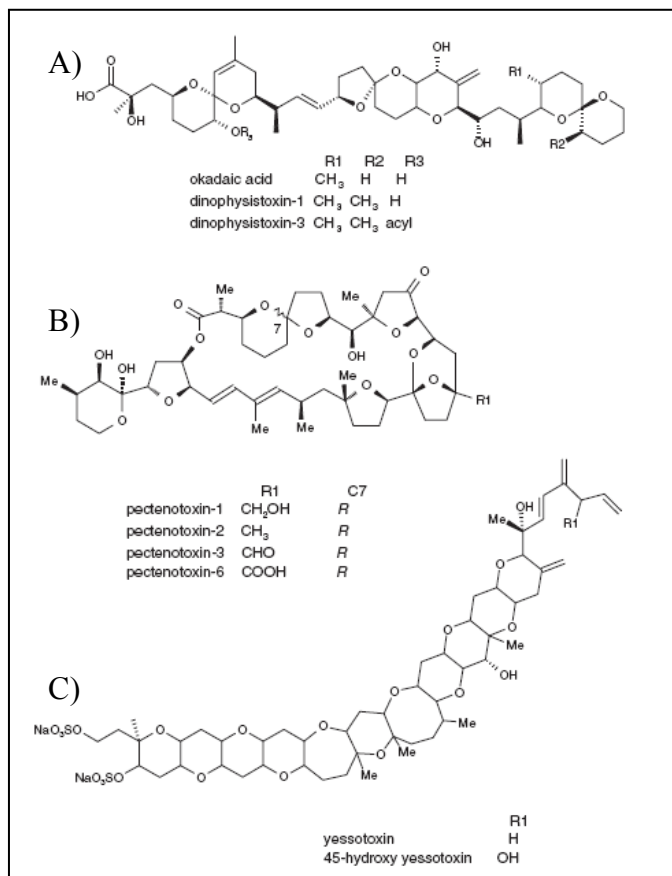 A)
OH
R1
O O O O O O O
HO OH O O O
OR₃ OH R2
R1 R2 R3
okadaic acid CH₃ H H
dinophysistoxin-1 CH₃ CH₃ H
dinophysistoxin-3 CH₃ CH₃ acyl
B)
Me O
O O O Me
7 O O
O OH O
OH OH O
Me Me O
O O O O R1
Me Me
R1 C7
pectenotoxin-1 CH₂OH R
pectenotoxin-2 CH₃ R
pectenotoxin-3 CHO R
pectenotoxin-6 COOH R
C)
OH
Me R1
O
O O
O Me
O OH
O O
NaO₃SO O O Me
NaO₃SO O O O O Me Me
R1
yessotoxin H
45-hydroxy yessotoxin OH